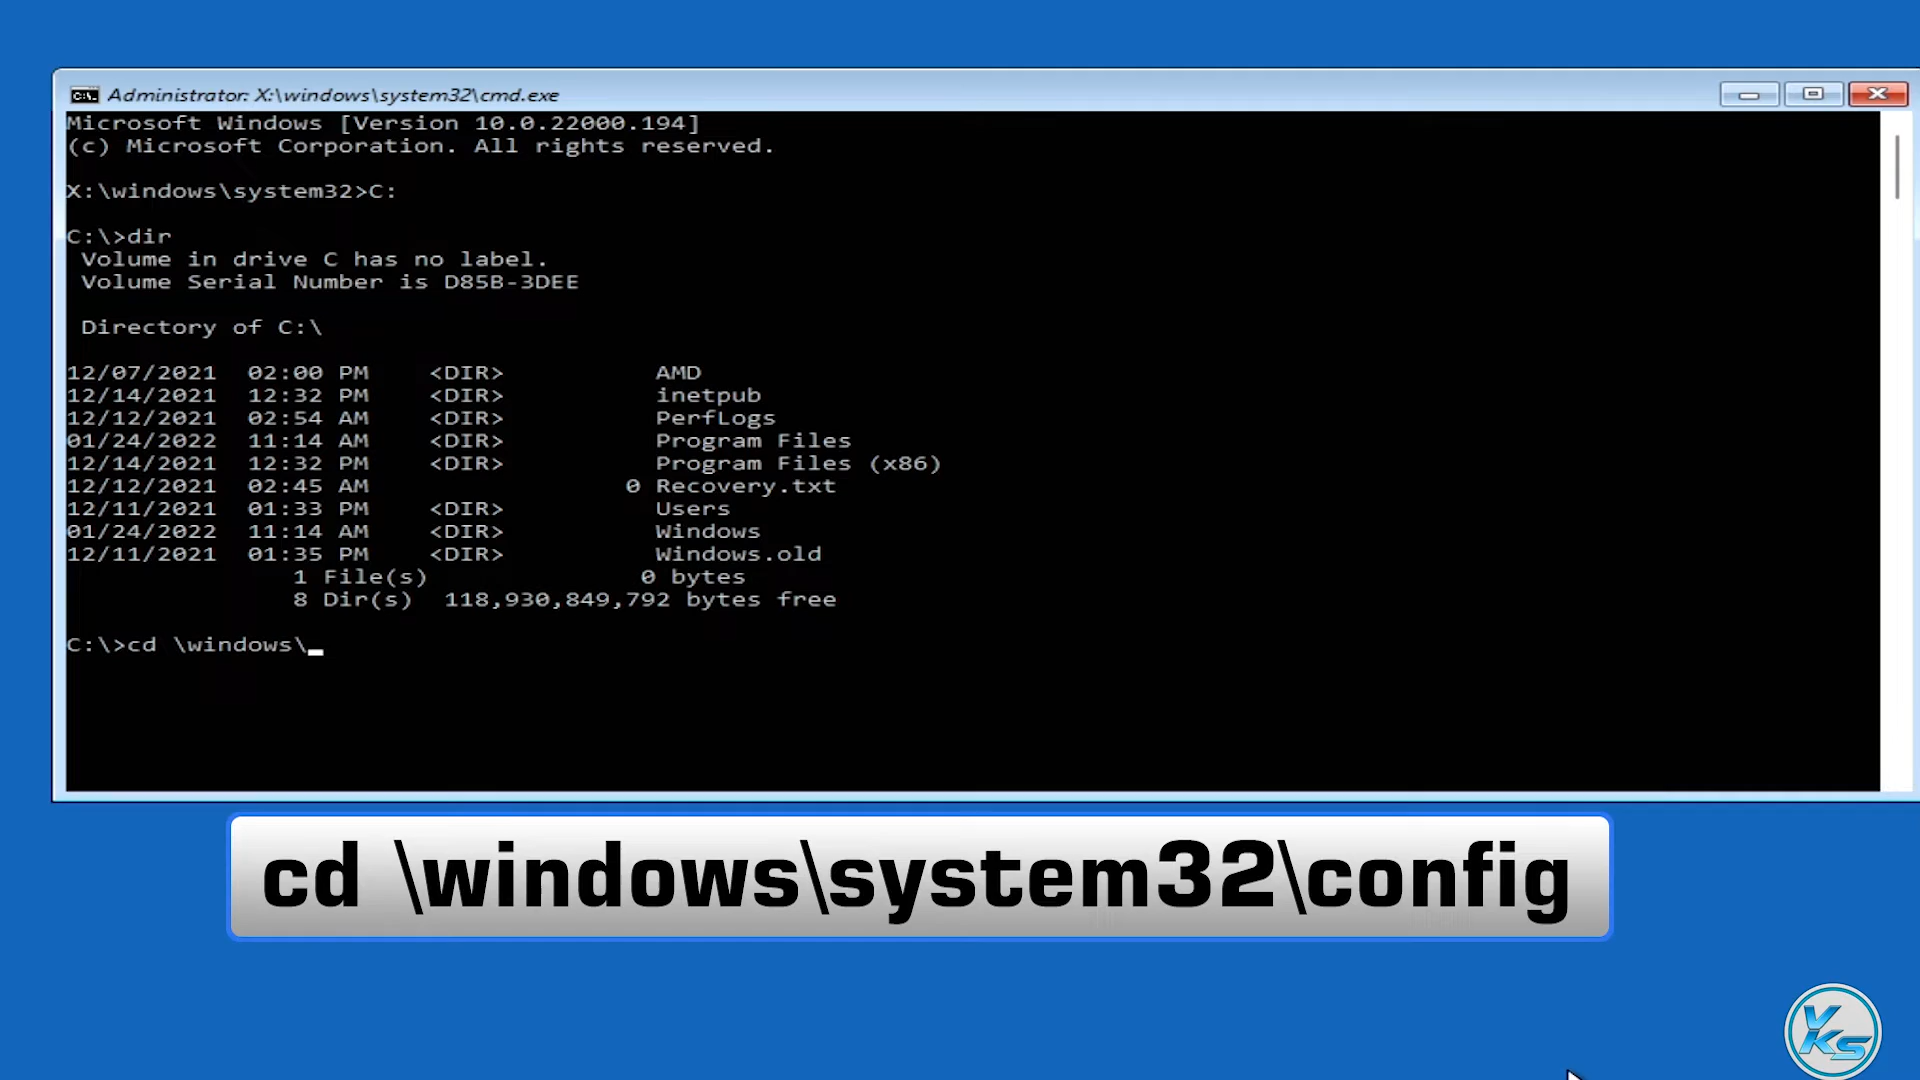 Administrator: X:\windows\system32\cmd.exe
Microsoft Windows [Version 10.0.22000.194]
(c) Microsoft Corporation. All rights reserved.
X:\windows\system32>C:
C:\>dir
Volume in drive C has no label.
Volume Serial Number is D85B-3DEE
Directory of C:\
12/07/2021 02:00 PM <DIR> AMD
12/14/2021 12:32 PM <DIR> inetpub
12/12/2021 02:54 AM <DIR> PerfLogs
01/24/2022 11:14 AM <DIR> Program Files
12/14/2021 12:32 PM <DIR> Program Files (x86)
12/12/2021 02:45 AM 0 Recovery.txt
12/11/2021 01:33 PM <DIR> Users
01/24/2022 11:14 AM <DIR> Windows
12/11/2021 01:35 PM <DIR> Windows.old
1 File(s) 0 bytes
8 Dir(s) 118,930,849,792 bytes free
C:\>cd \windows\_
cd \windows\system32\config
VKS